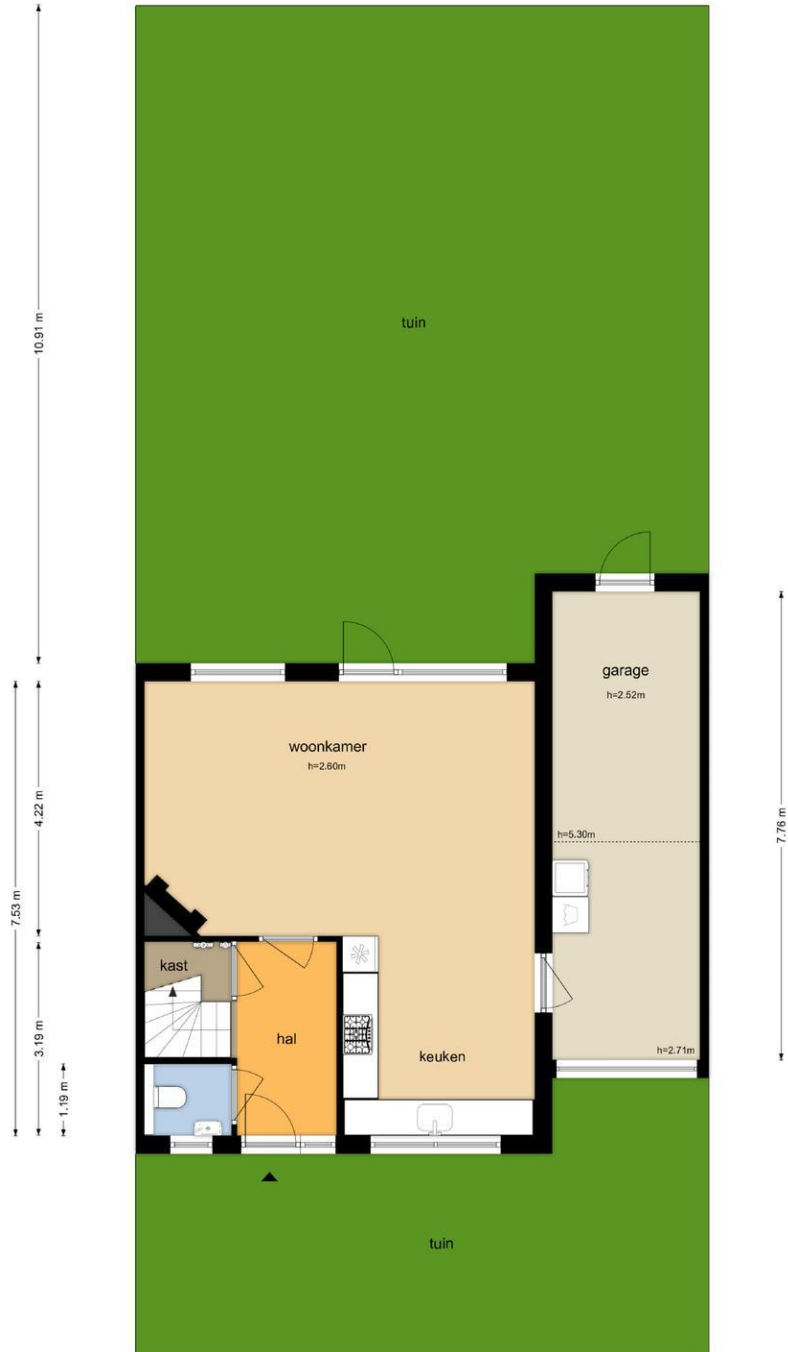 10.91 m
tuin
garage
h=2.52m
woonkamer
h=2.60m
4.22 m
7.53 m
7.76 m
h=5.30m
kast
3.19 m
hal
keuken
h=2.71m
1.19 m
tuin